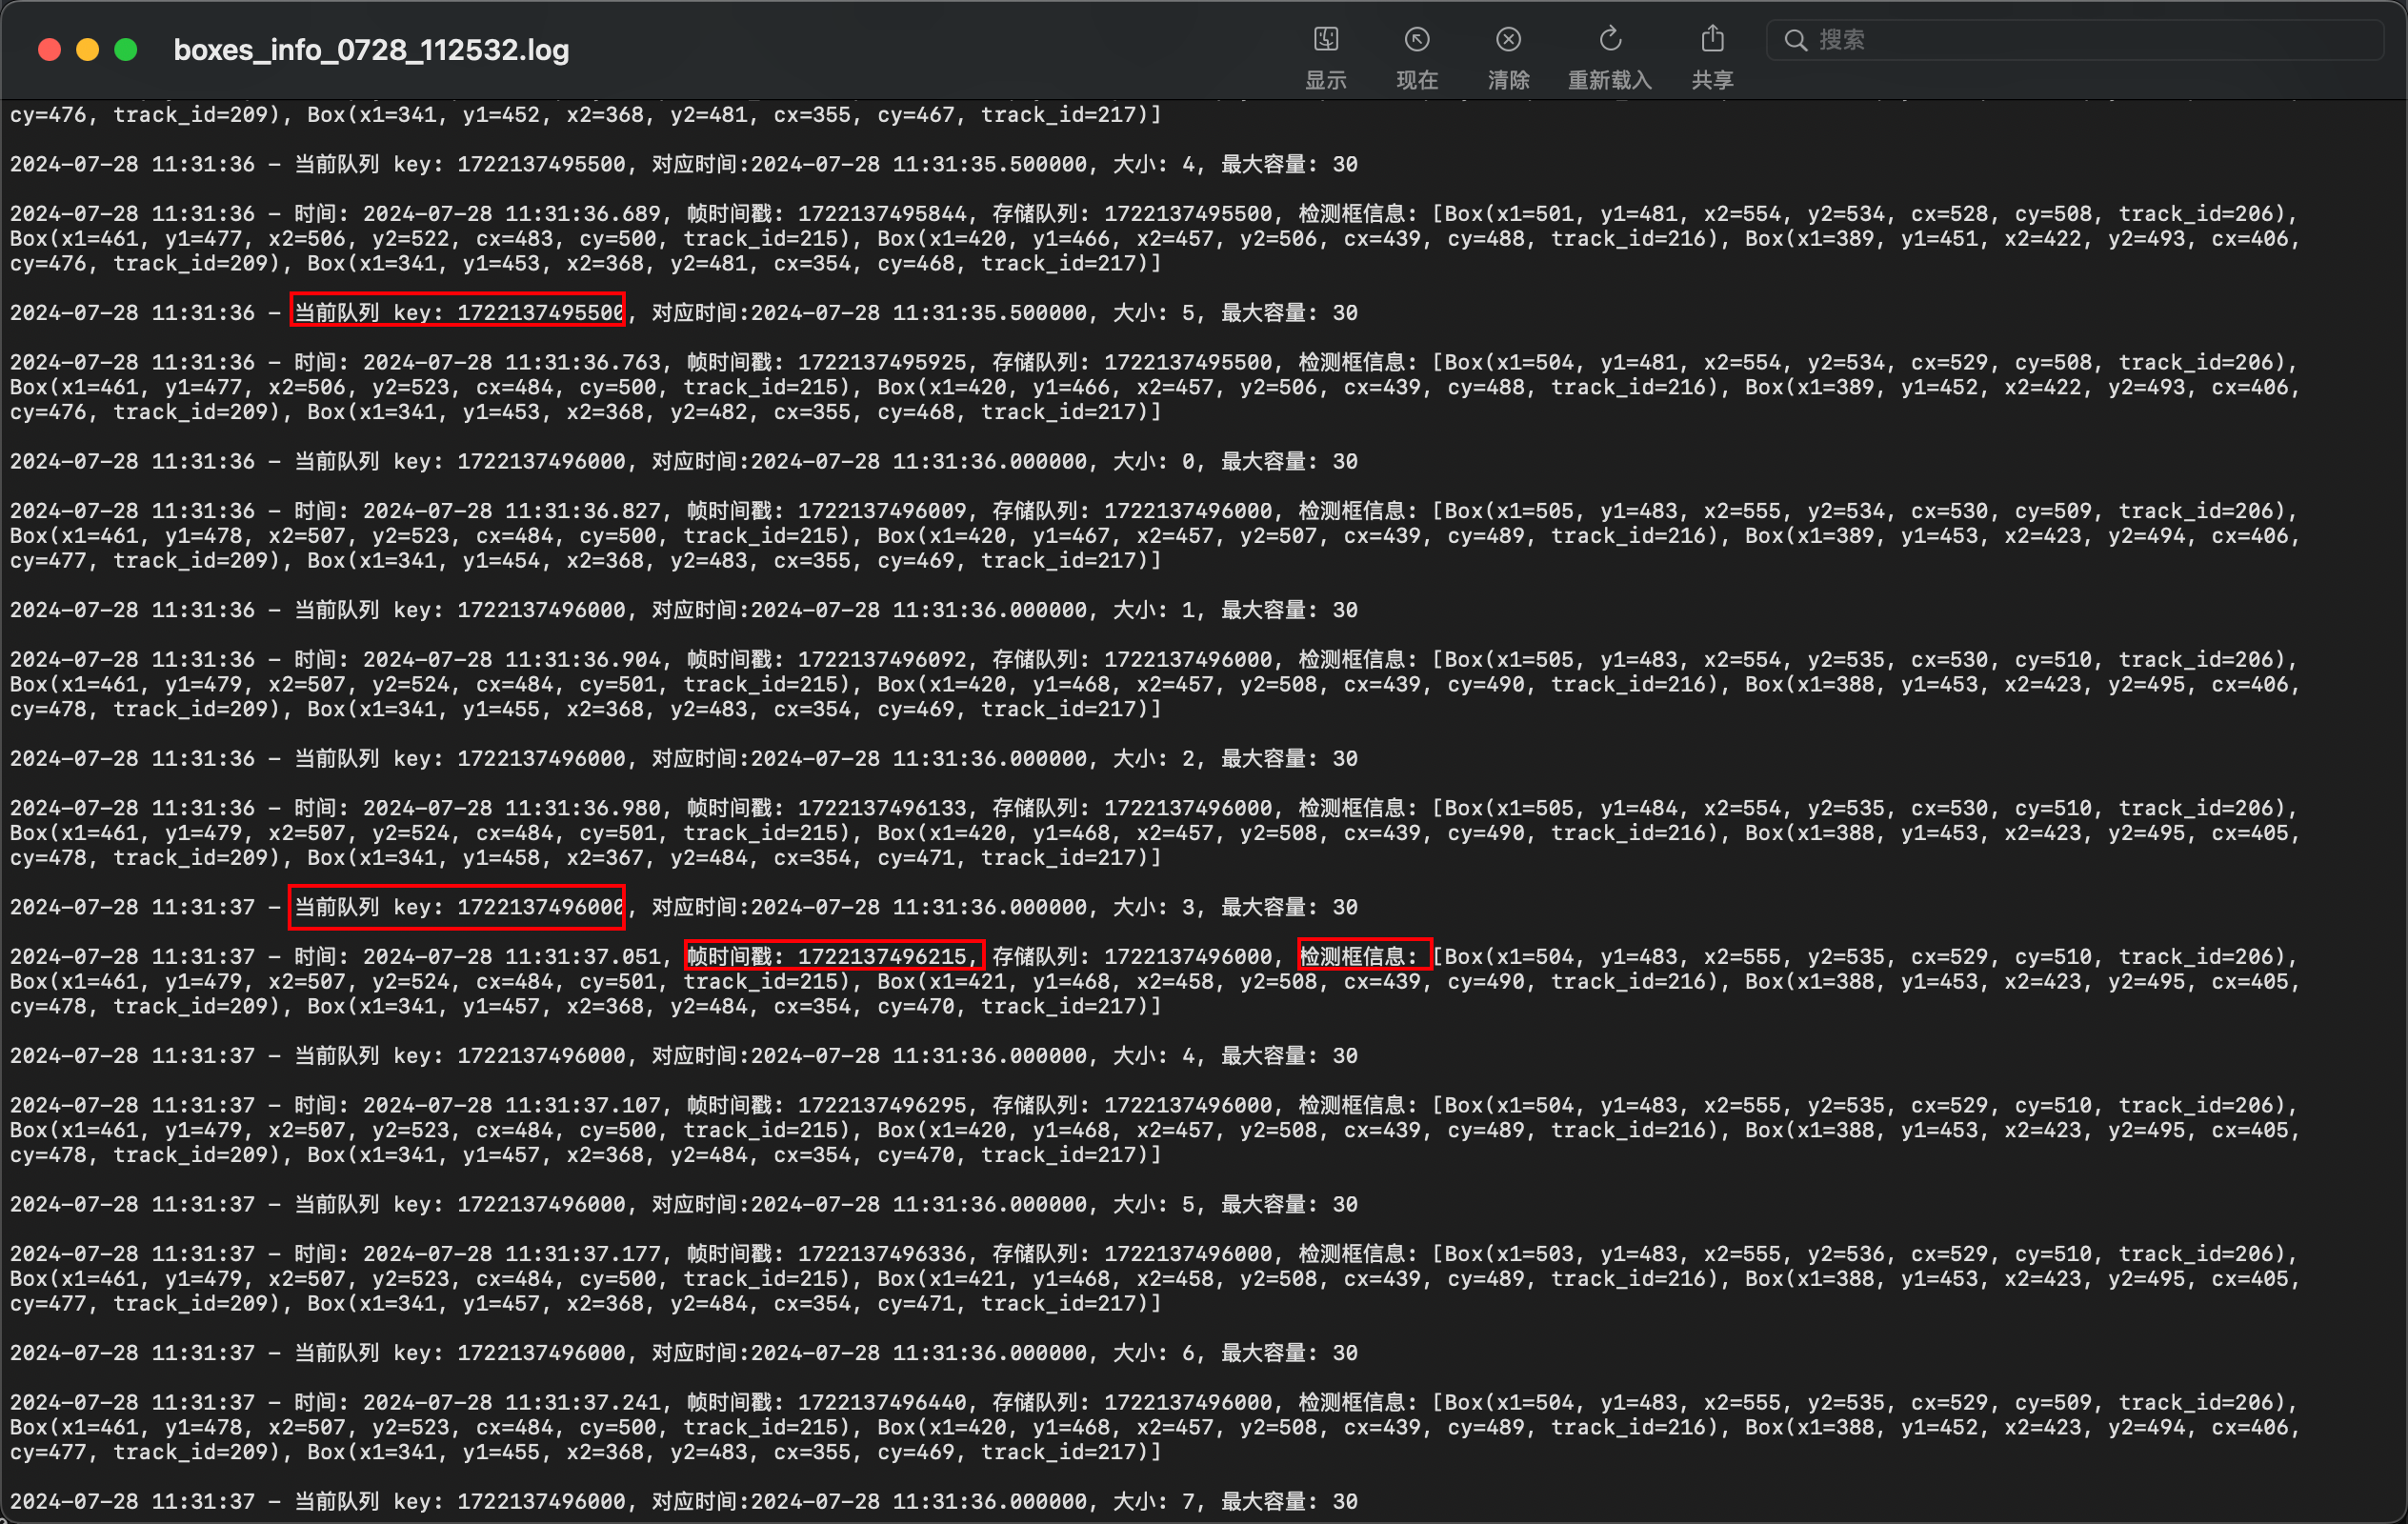 boxes_info_0728_112532.log
显示 现在 清除 重新载入 共享 搜索
cy=476, track_id=209), Box(x1=341, y1=452, x2=368, y2=481, cx=355, cy=467, track_id=217)]
2024-07-28 11:31:36 - 当前队列 key: 1722137495500, 对应时间:2024-07-28 11:31:35.500000, 大小: 4, 最大容量: 30
2024-07-28 11:31:36 - 时间: 2024-07-28 11:31:36.689, 帧时间戳: 1722137495844, 存储队列: 1722137495500, 检测框信息: [Box(x1=501, y1=481, x2=554, y2=534, cx=528, cy=508, track_id=206),
Box(x1=461, y1=477, x2=506, y2=522, cx=483, cy=500, track_id=215), Box(x1=420, y1=466, x2=457, y2=506, cx=439, cy=488, track_id=216), Box(x1=389, y1=451, x2=422, y2=493, cx=406,
cy=476, track_id=209), Box(x1=341, y1=453, x2=368, y2=481, cx=354, cy=468, track_id=217)]
2024-07-28 11:31:36 - 当前队列 key: 1722137495500, 对应时间:2024-07-28 11:31:35.500000, 大小: 5, 最大容量: 30
2024-07-28 11:31:36 - 时间: 2024-07-28 11:31:36.763, 帧时间戳: 1722137495925, 存储队列: 1722137495500, 检测框信息: [Box(x1=504, y1=481, x2=554, y2=534, cx=529, cy=508, track_id=206),
Box(x1=461, y1=477, x2=506, y2=523, cx=484, cy=500, track_id=215), Box(x1=420, y1=466, x2=457, y2=506, cx=439, cy=488, track_id=216), Box(x1=389, y1=452, x2=422, y2=493, cx=406,
cy=476, track_id=209), Box(x1=341, y1=453, x2=368, y2=482, cx=355, cy=468, track_id=217)]
2024-07-28 11:31:36 - 当前队列 key: 1722137496000, 对应时间:2024-07-28 11:31:36.000000, 大小: 0, 最大容量: 30
2024-07-28 11:31:36 - 时间: 2024-07-28 11:31:36.827, 帧时间戳: 1722137496009, 存储队列: 1722137496000, 检测框信息: [Box(x1=505, y1=483, x2=555, y2=534, cx=530, cy=509, track_id=206),
Box(x1=461, y1=478, x2=507, y2=523, cx=484, cy=500, track_id=215), Box(x1=420, y1=467, x2=457, y2=507, cx=439, cy=489, track_id=216), Box(x1=389, y1=453, x2=423, y2=494, cx=406,
cy=477, track_id=209), Box(x1=341, y1=454, x2=368, y2=483, cx=355, cy=469, track_id=217)]
2024-07-28 11:31:36 - 当前队列 key: 1722137496000, 对应时间:2024-07-28 11:31:36.000000, 大小: 1, 最大容量: 30
2024-07-28 11:31:36 - 时间: 2024-07-28 11:31:36.904, 帧时间戳: 1722137496092, 存储队列: 1722137496000, 检测框信息: [Box(x1=505, y1=483, x2=554, y2=535, cx=530, cy=510, track_id=206),
Box(x1=461, y1=479, x2=507, y2=524, cx=484, cy=501, track_id=215), Box(x1=420, y1=468, x2=457, y2=508, cx=439, cy=490, track_id=216), Box(x1=388, y1=453, x2=423, y2=495, cx=406,
cy=478, track_id=209), Box(x1=341, y1=455, x2=368, y2=483, cx=354, cy=469, track_id=217)]
2024-07-28 11:31:36 - 当前队列 key: 1722137496000, 对应时间:2024-07-28 11:31:36.000000, 大小: 2, 最大容量: 30
2024-07-28 11:31:36 - 时间: 2024-07-28 11:31:36.980, 帧时间戳: 1722137496133, 存储队列: 1722137496000, 检测框信息: [Box(x1=505, y1=484, x2=554, y2=535, cx=530, cy=510, track_id=206),
Box(x1=461, y1=479, x2=507, y2=524, cx=484, cy=501, track_id=215), Box(x1=420, y1=468, x2=457, y2=508, cx=439, cy=490, track_id=216), Box(x1=388, y1=453, x2=423, y2=495, cx=405,
cy=478, track_id=209), Box(x1=341, y1=458, x2=367, y2=484, cx=354, cy=471, track_id=217)]
2024-07-28 11:31:37 - 当前队列 key: 1722137496000, 对应时间:2024-07-28 11:31:36.000000, 大小: 3, 最大容量: 30
2024-07-28 11:31:37 - 时间: 2024-07-28 11:31:37.051, 帧时间戳: 1722137496215, 存储队列: 1722137496000, 检测框信息: [Box(x1=504, y1=483, x2=555, y2=535, cx=529, cy=510, track_id=206),
Box(x1=461, y1=479, x2=507, y2=524, cx=484, cy=501, track_id=215), Box(x1=421, y1=468, x2=458, y2=508, cx=439, cy=490, track_id=216), Box(x1=388, y1=453, x2=423, y2=495, cx=405,
cy=478, track_id=209), Box(x1=341, y1=457, x2=368, y2=484, cx=354, cy=470, track_id=217)]
2024-07-28 11:31:37 - 当前队列 key: 1722137496000, 对应时间:2024-07-28 11:31:36.000000, 大小: 4, 最大容量: 30
2024-07-28 11:31:37 - 时间: 2024-07-28 11:31:37.107, 帧时间戳: 1722137496295, 存储队列: 1722137496000, 检测框信息: [Box(x1=504, y1=483, x2=555, y2=535, cx=529, cy=510, track_id=206),
Box(x1=461, y1=479, x2=507, y2=523, cx=484, cy=500, track_id=215), Box(x1=420, y1=468, x2=457, y2=508, cx=439, cy=489, track_id=216), Box(x1=388, y1=453, x2=423, y2=495, cx=405,
cy=478, track_id=209), Box(x1=341, y1=457, x2=368, y2=484, cx=354, cy=470, track_id=217)]
2024-07-28 11:31:37 - 当前队列 key: 1722137496000, 对应时间:2024-07-28 11:31:36.000000, 大小: 5, 最大容量: 30
2024-07-28 11:31:37 - 时间: 2024-07-28 11:31:37.177, 帧时间戳: 1722137496336, 存储队列: 1722137496000, 检测框信息: [Box(x1=503, y1=483, x2=555, y2=536, cx=529, cy=510, track_id=206),
Box(x1=461, y1=479, x2=507, y2=523, cx=484, cy=500, track_id=215), Box(x1=421, y1=468, x2=458, y2=508, cx=439, cy=489, track_id=216), Box(x1=388, y1=453, x2=423, y2=495, cx=405,
cy=477, track_id=209), Box(x1=341, y1=457, x2=368, y2=484, cx=354, cy=471, track_id=217)]
2024-07-28 11:31:37 - 当前队列 key: 1722137496000, 对应时间:2024-07-28 11:31:36.000000, 大小: 6, 最大容量: 30
2024-07-28 11:31:37 - 时间: 2024-07-28 11:31:37.241, 帧时间戳: 1722137496440, 存储队列: 1722137496000, 检测框信息: [Box(x1=504, y1=483, x2=555, y2=535, cx=529, cy=509, track_id=206),
Box(x1=461, y1=478, x2=507, y2=523, cx=484, cy=500, track_id=215), Box(x1=420, y1=468, x2=457, y2=508, cx=439, cy=489, track_id=216), Box(x1=388, y1=452, x2=423, y2=494, cx=406,
cy=477, track_id=209), Box(x1=341, y1=455, x2=368, y2=483, cx=355, cy=469, track_id=217)]
2024-07-28 11:31:37 - 当前队列 key: 1722137496000, 对应时间:2024-07-28 11:31:36.000000, 大小: 7, 最大容量: 30